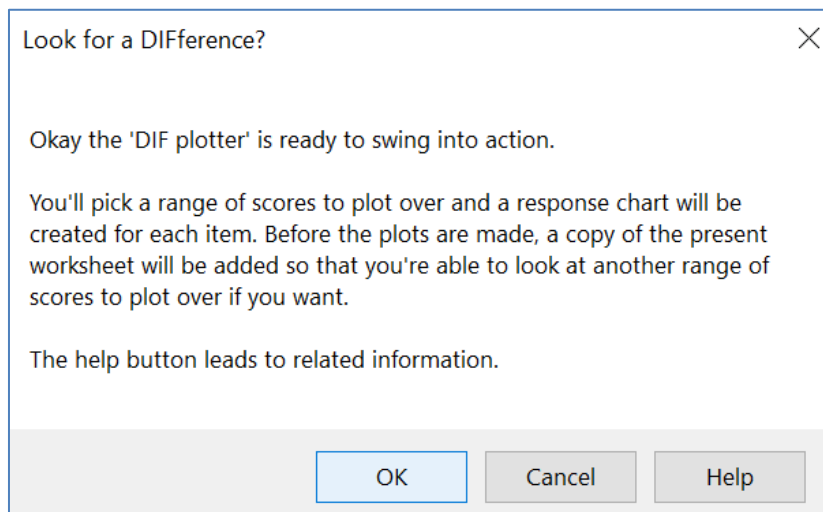 Look for a DIFference?
Okay the 'DIF plotter' is ready to swing into action.
You'll pick a range of scores to plot over and a response chart will be
created for each item. Before the plots are made, a copy of the present
worksheet will be added so that you're able to look at another range of
scores to plot over if you want.
The help button leads to related information.
OK
Cancel
Help